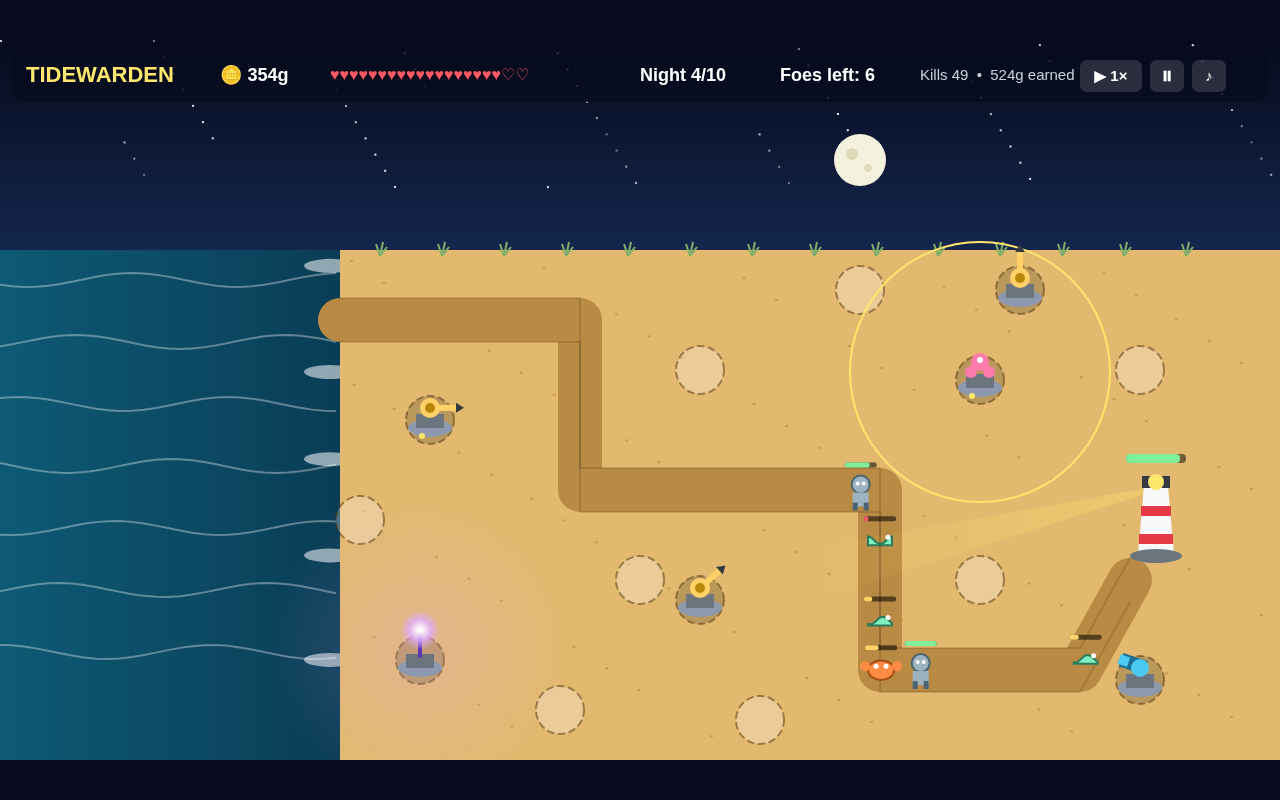 TIDEWARDEN
354g
Night 4/10
Foes left: 6
Kills 49 • 524g earned
▶ 1×